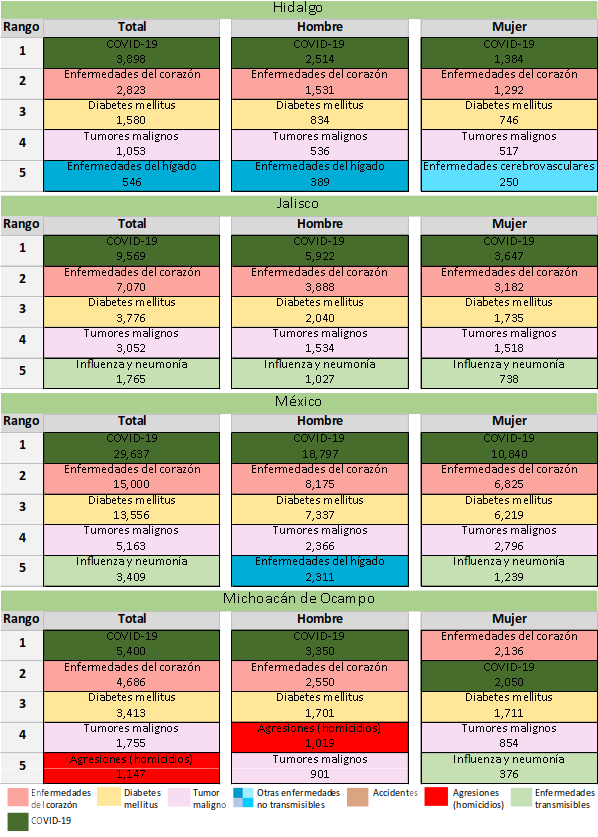 Hidalgo
Rango Total Hombre Mujer
1 COVID-19 COVID-19 COVID-19
3,898 2,514 1,384
2 Enfermedades del corazón Enfermedades del corazón Enfermedades del corazón
2,823 1,531 1,292
3 Diabetes mellitus Diabetes mellitus Diabetes mellitus
1,580 834 746
4 Tumores malignos Tumores malignos Tumores malignos
1,053 536 517
5 Enfermedades del hígado Enfermedades del hígado Enfermedades cerebrovasculares
546 389 250
Jalisco
Rango Total Hombre Mujer
1 COVID-19 COVID-19 COVID-19
9,569 5,922 3,647
2 Enfermedades del corazón Enfermedades del corazón Enfermedades del corazón
7,070 3,888 3,182
3 Diabetes mellitus Diabetes mellitus Diabetes mellitus
3,776 2,040 1,735
4 Tumores malignos Tumores malignos Tumores malignos
3,052 1,534 1,518
5 Influenza y neumonía Influenza y neumonía Influenza y neumonía
1,765 1,027 738
México
Rango Total Hombre Mujer
1 COVID-19 COVID-19 COVID-19
29,637 18,797 10,840
2 Enfermedades del corazón Enfermedades del corazón Enfermedades del corazón
15,000 8,175 6,825
3 Diabetes mellitus Diabetes mellitus Diabetes mellitus
13,556 7,337 6,219
4 Tumores malignos Tumores malignos Tumores malignos
5,163 2,366 2,796
5 Influenza y neumonía Enfermedades del hígado Influenza y neumonía
3,409 2,311 1,239
Michoacán de Ocampo
Rango Total Hombre Mujer
1 COVID-19 COVID-19 Enfermedades del corazón
5,400 3,350 2,136
2 Enfermedades del corazón Enfermedades del corazón COVID-19
4,686 2,550 2,050
3 Diabetes mellitus Diabetes mellitus Diabetes mellitus
3,413 1,701 1,711
4 Tumores malignos Agresiones (homicidios) Tumores malignos
1,755 1,019 854
5 Agresiones (homicidios) Tumores malignos Influenza y neumonía
1,147 901 376
Enfermedades Diabetes Tumor Otras enfermedades Accidentes Agresiones Enfermedades
del corazón mellitus maligno no transmisibles (homicidios) transmisibles
COVID-19